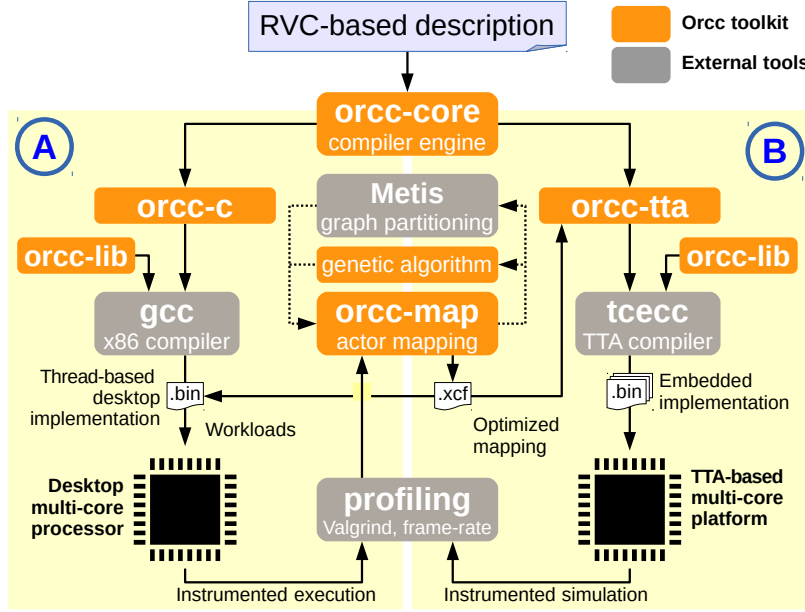 RVC-based description
Orcc toolkit
External tools
A
B
orcc-core
compiler engine
Metis
graph partitioning
orcc-c
orcc-tta
orcc-lib
genetic algorithm
orcc-lib
gcc
x86 compiler
orcc-map
actor mapping
tcecc
TTA compiler
Thread-based
desktop
implementation
.bin
Workloads
.xcf
Optimized
mapping
.bin
Embedded
implementation
Desktop
multi-core
processor
profiling
Valgrind, frame-rate
TTA-based
multi-core
platform
Instrumented execution
Instrumented simulation